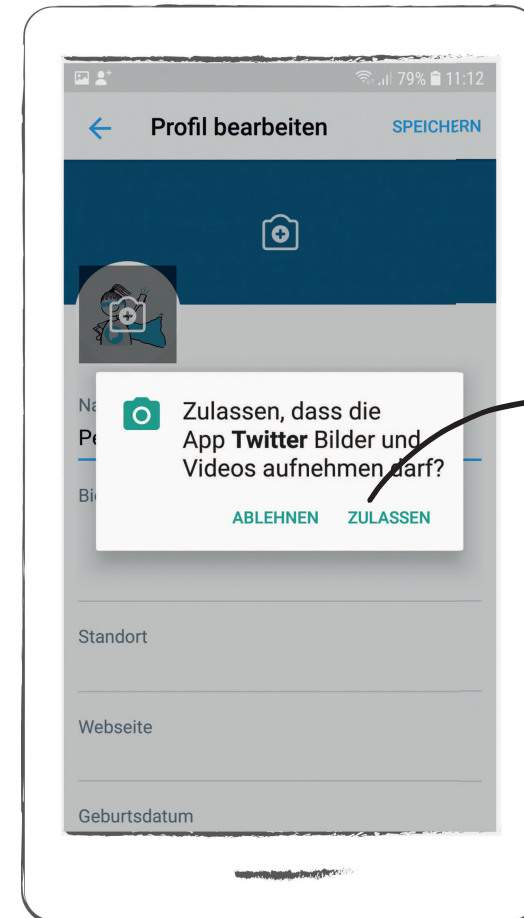 79% 11:12
Profil bearbeiten SPEICHERN
Zulassen, dass die
App Twitter Bilder und
Videos aufnehmen darf?
ABLEHNEN ZULASSEN
Standort
Webseite
Geburtsdatum